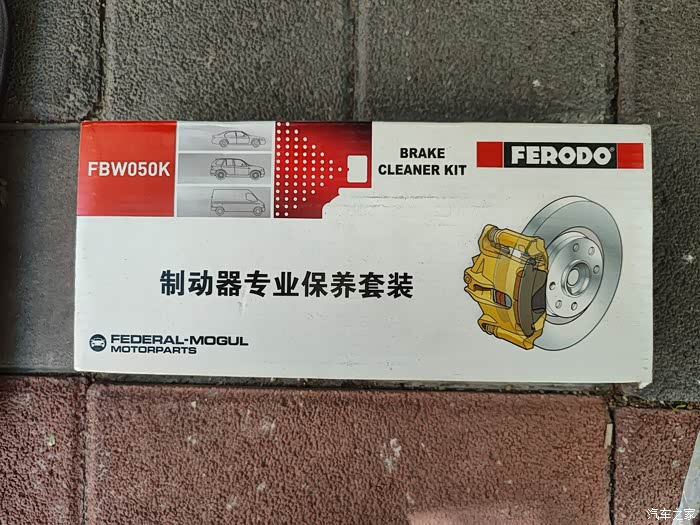 FBW050K
BRAKE
CLEANER KIT
FERODO®
制动器专业保养套装
FEDERAL-MOGUL
MOTORPARTS
汽车之家